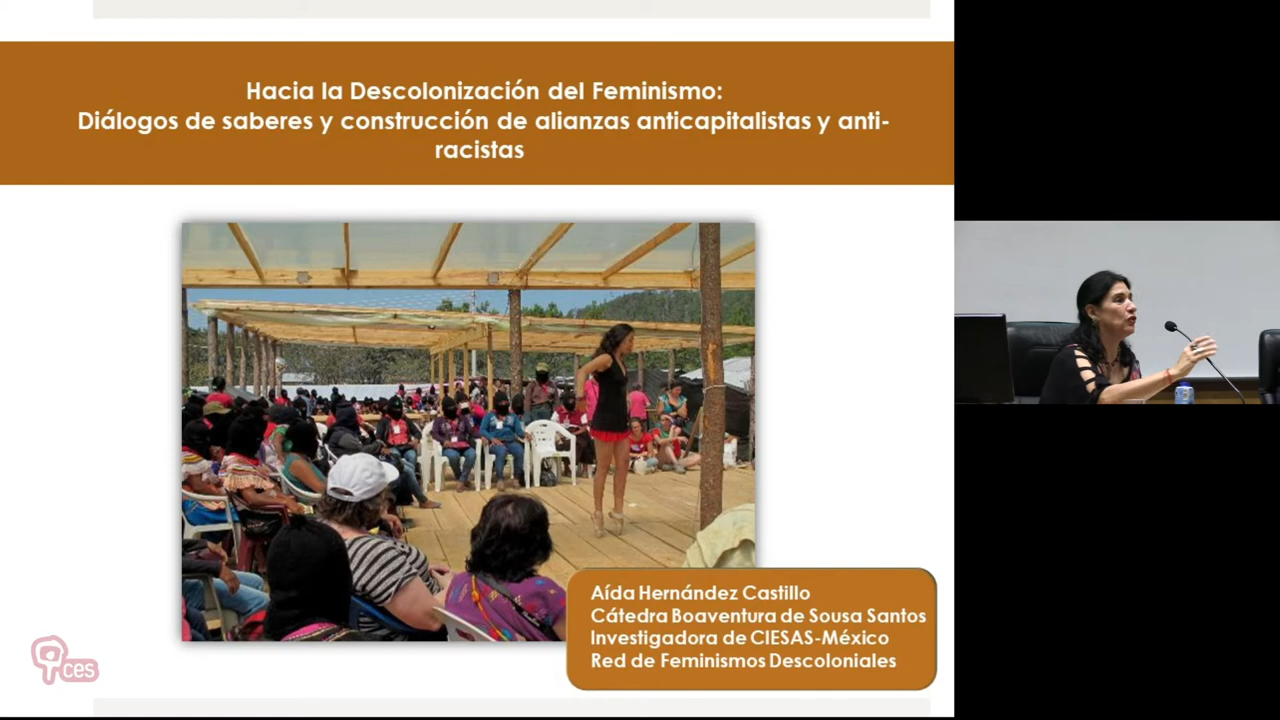 Hacia la Descolonización del Feminismo:
Diálogos de saberes y construcción de alianzas anticapitalistas y anti-
racistas
Aída Hernández Castillo
Cátedra Boaventura de Sousa Santos
Investigadora de CIESAS-México
Red de Feminismos Descoloniales
ces